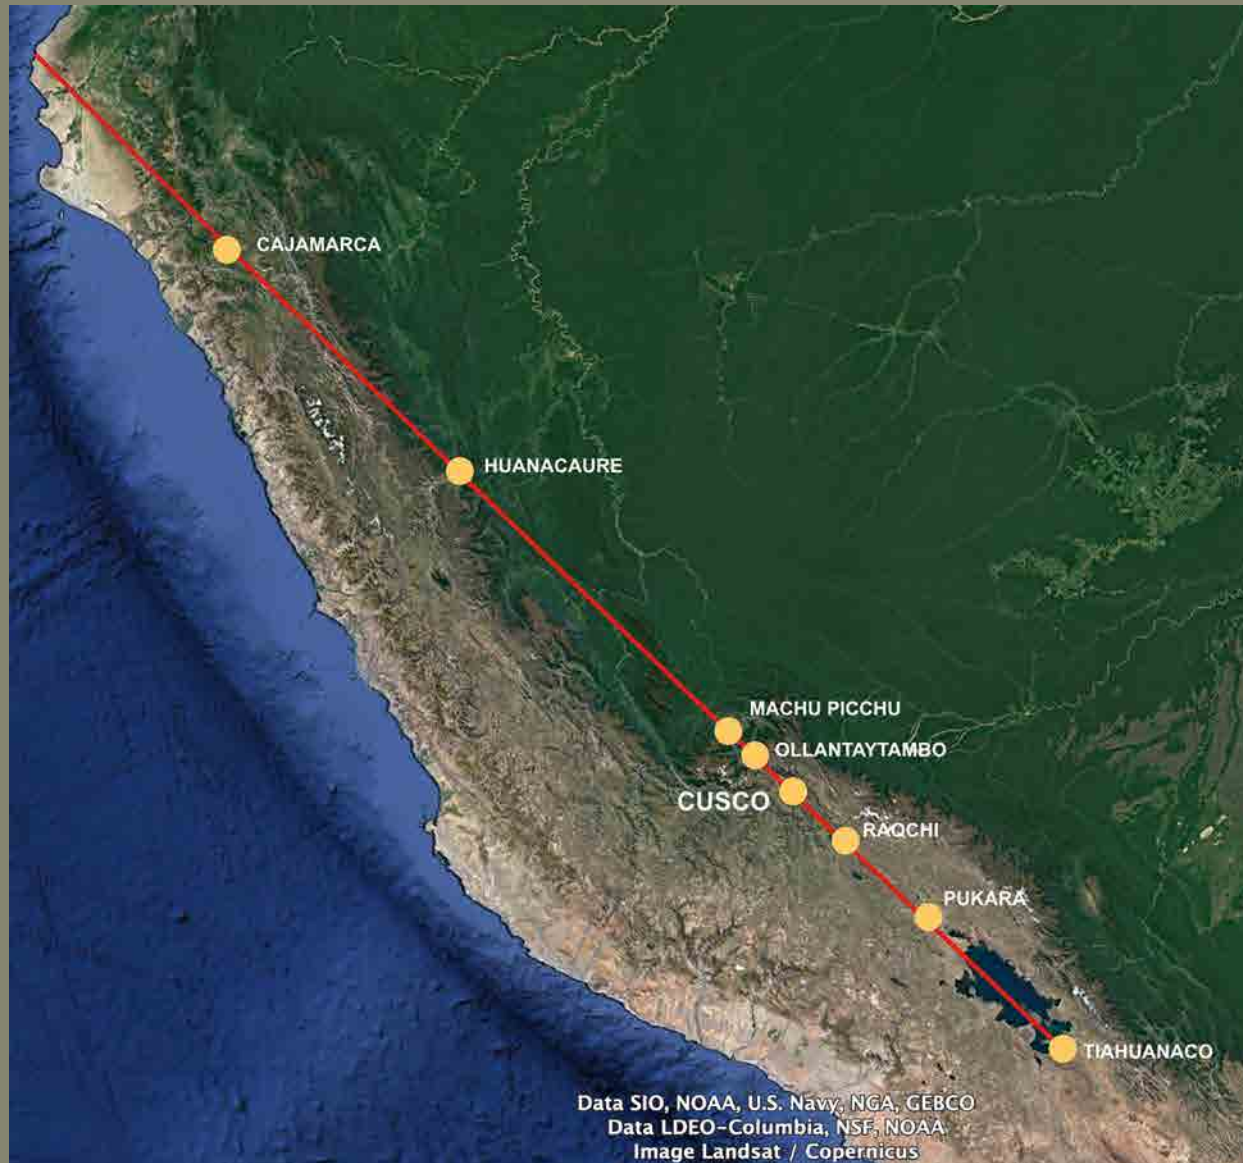 CAJAMARCA
HUANACAURE
MACHU PICCHU
OLLANTAYTAMBO
CUSCO
RAQCHI
PUKARA
TIAHUANACO
Data SIO, NOAA, U.S. Navy, NGA, GEBCO
Data LDEO-Columbia, NSF, NOAA
Image Landsat / Copernicus